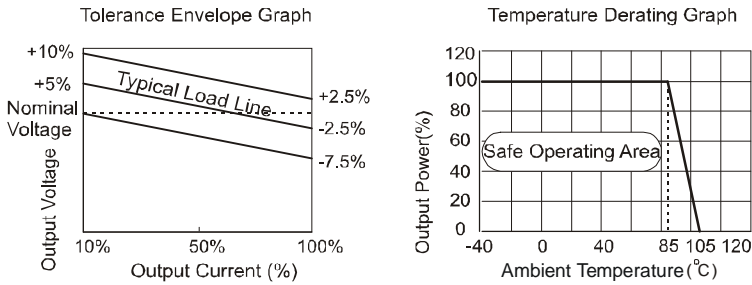 Tolerance Envelope Graph
+10%
+5%
Nominal
Voltage
Output Voltage
Typical Load Line
+2.5%
-2.5%
-7.5%
10%
50%
100%
Output Current (%)
Temperature Derating Graph
Output Power(%)
120
100
80
60
40
20
0
Safe Operating Area
-40
0
40
85
105
120
Ambient Temperature(°C)